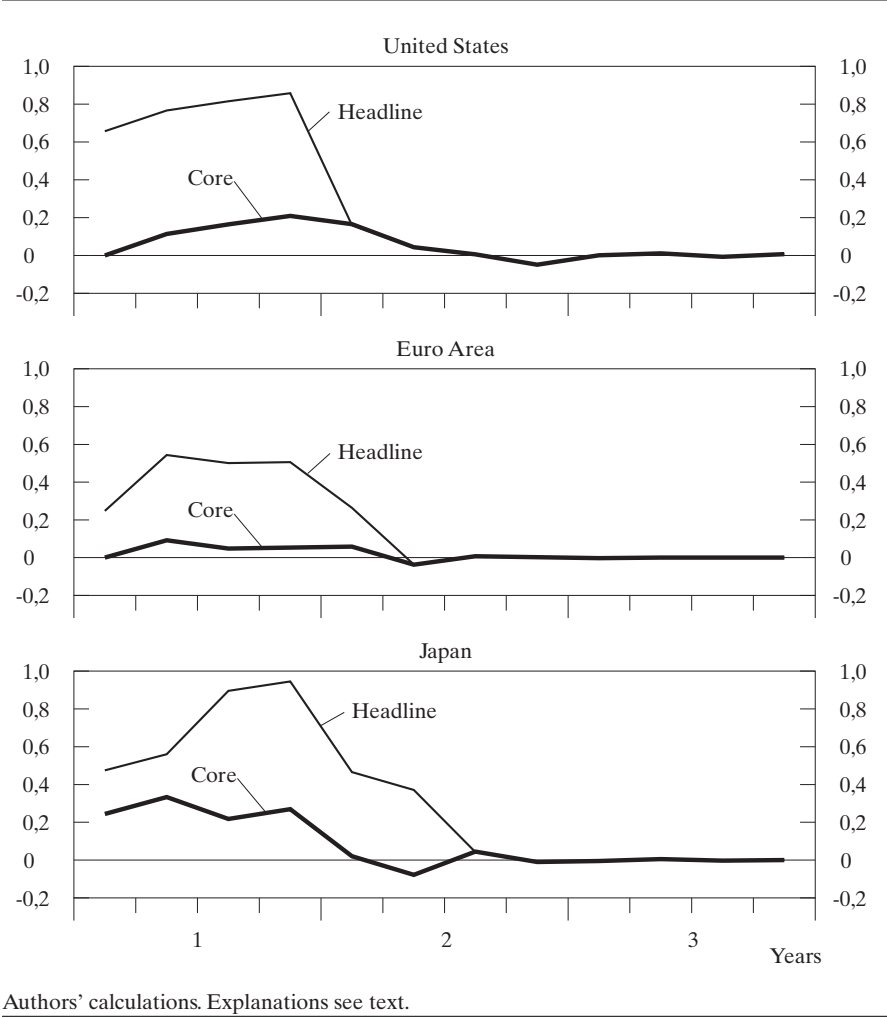 United States
1,0 1,0
0,8 Headline 0,8
0,6 0,6
0,4 Core 0,4
0,2 0,2
0 0
-0,2 -0,2
Euro Area
1,0 1,0
0,8 0,8
0,6 Headline 0,6
0,4 0,4
0,2 Core 0,2
0 0
-0,2 -0,2
Japan
1,0 1,0
0,8 Headline 0,8
0,6 0,6
0,4 Core 0,4
0,2 0,2
0 0
-0,2 -0,2
1 2 3
Years
Authors’ calculations. Explanations see text.